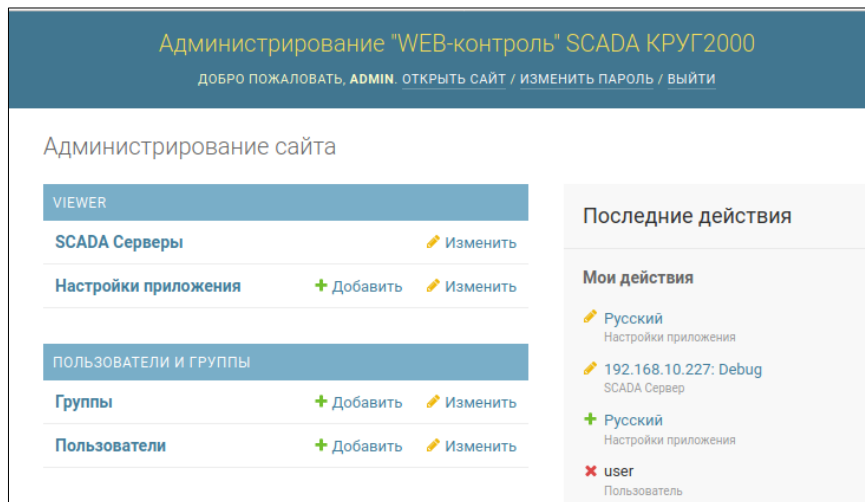 Администрирование "WEB-контроль" SCADA КРУГ2000
ДОБРО ПОЖАЛОВАТЬ, ADMIN. ОТКРЫТЬ САЙТ / ИЗМЕНИТЬ ПАРОЛЬ / ВЫЙТИ
Администрирование сайта
VIEWER
SCADA Серверы Изменить
Настройки приложения Добавить Изменить
ПОЛЬЗОВАТЕЛИ И ГРУППЫ
Группы Добавить Изменить
Пользователи Добавить Изменить
Последние действия
Мои действия
Русский
Настройки приложения
192.168.10.227: Debug
SCADA Сервер
Русский
Настройки приложения
user
Пользователь